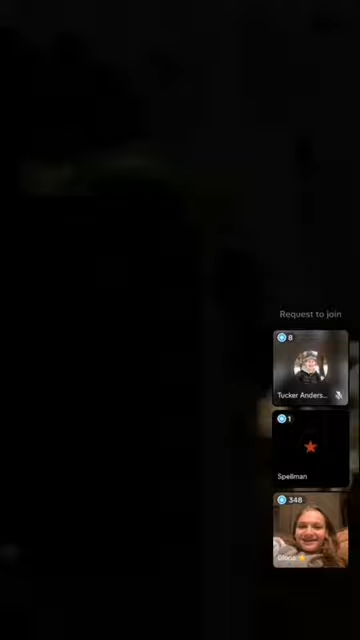 Request to join
8
Tucker Anders...
1
Spellman
348